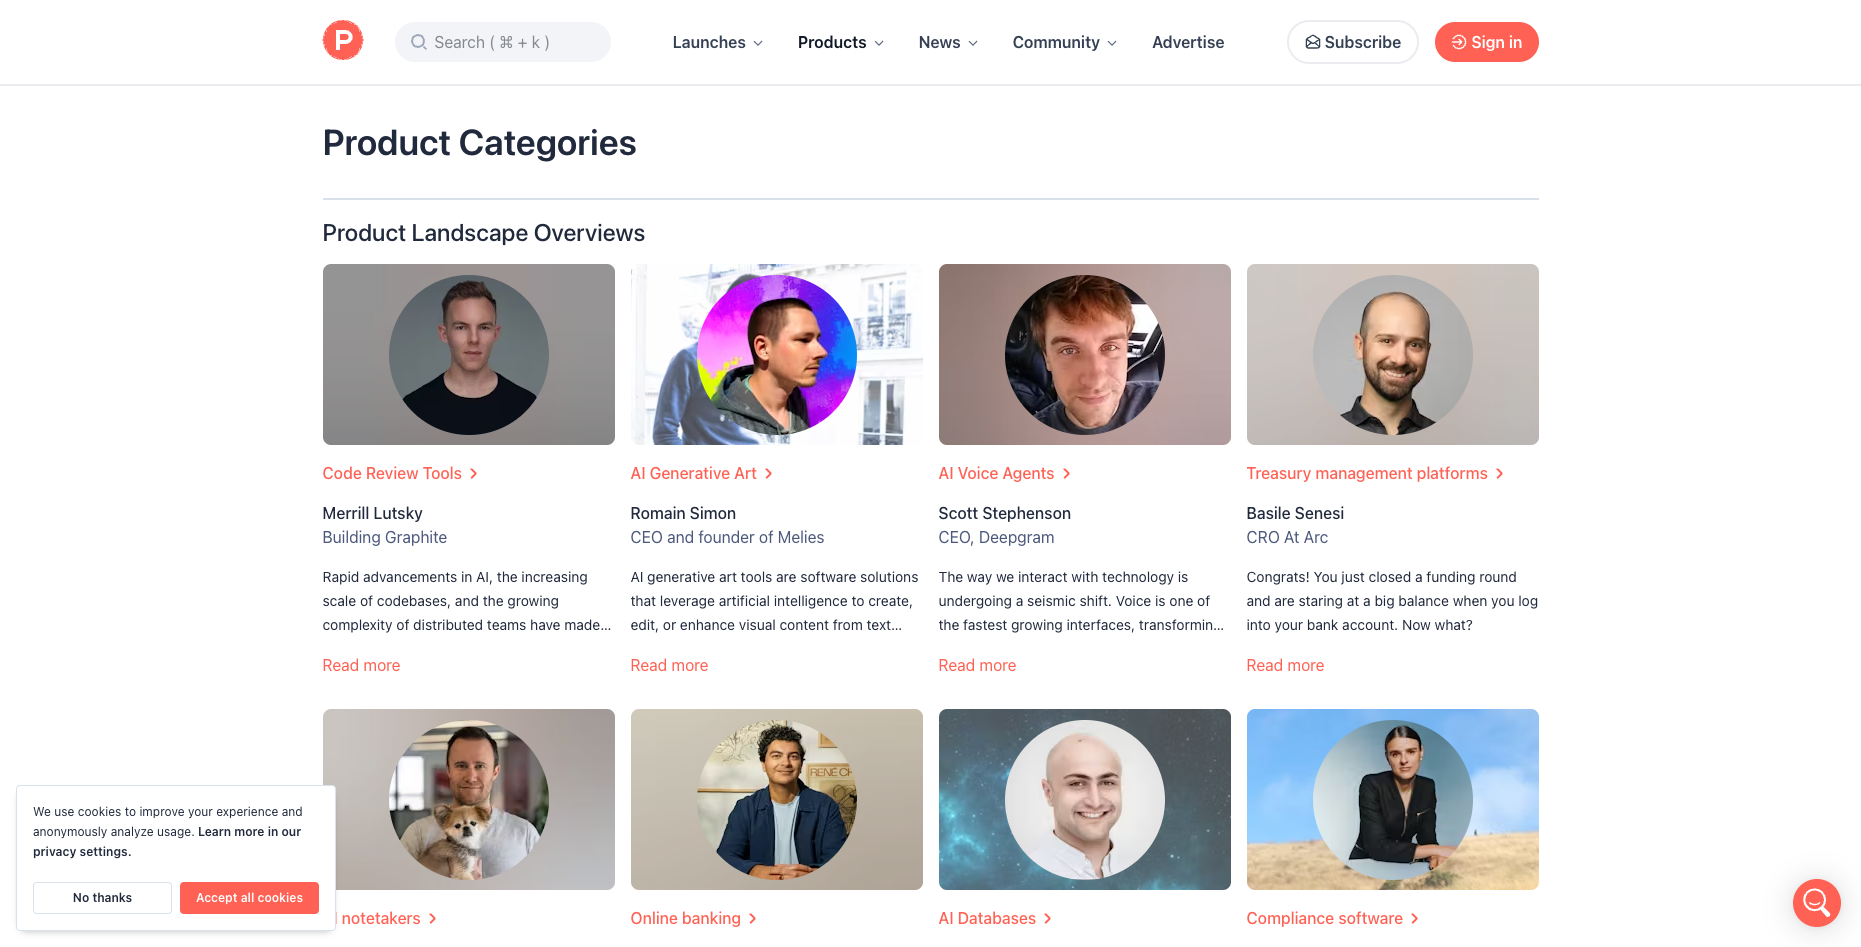 P
Search ( ⌘ + k )
Launches
Products
News
Community
Advertise
Subscribe
Sign in
Product Categories
Product Landscape Overviews
Code Review Tools
Merrill Lutsky
Building Graphite
Rapid advancements in AI, the increasing
scale of codebases, and the growing
complexity of distributed teams have made...
Read more
AI Generative Art
Romain Simon
CEO and founder of Melies
AI generative art tools are software solutions
that leverage artificial intelligence to create,
edit, or enhance visual content from text...
Read more
AI Voice Agents
Scott Stephenson
CEO, Deepgram
The way we interact with technology is
undergoing a seismic shift. Voice is one of
the fastest growing interfaces, transformin...
Read more
Treasury management platforms
Basile Senesi
CRO At Arc
Congrats! You just closed a funding round
and are staring at a big balance when you log
into your bank account. Now what?
Read more
RENÉ CH
notetakers
Online banking
AI Databases
Compliance software
We use cookies to improve your experience and
anonymously analyze usage. Learn more in our
privacy settings.
No thanks
Accept all cookies